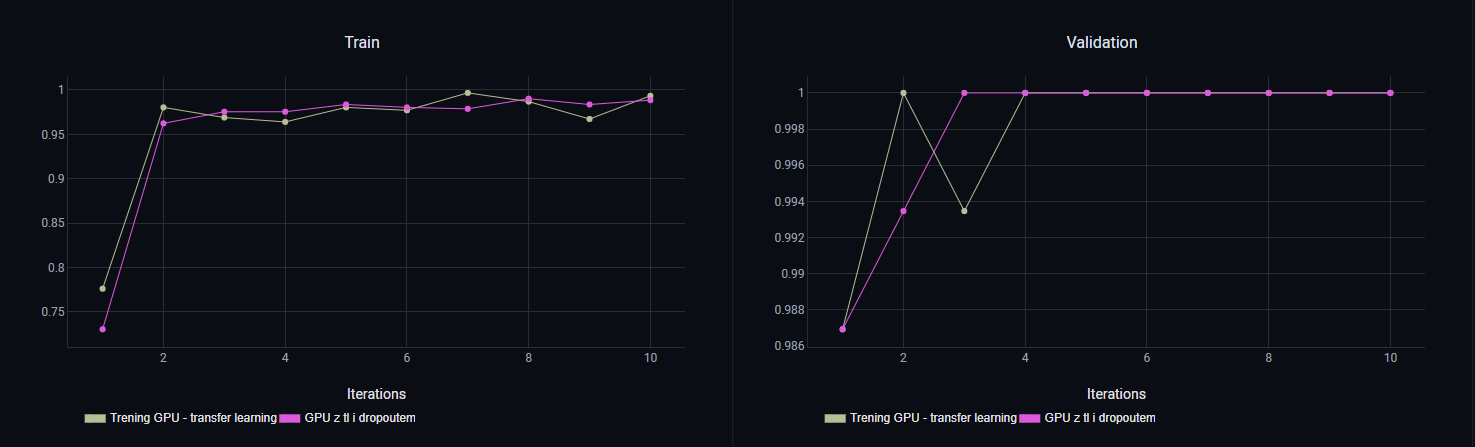 Train
1
0.95
0.9
0.85
0.8
0.75
2 4 6 8 10
Iterations
Trening GPU - transfer learning GPU z tl i dropoutem
Validation
1
0.998
0.996
0.994
0.992
0.99
0.988
0.986
2 4 6 8 10
Iterations
Trening GPU - transfer learning GPU z tl i dropoutem